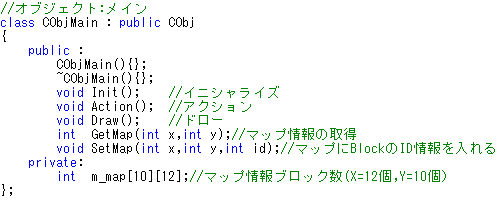 //オブジェクト:メイン
class CObjMain : public CObj
{
    public :
        CObjMain(){};
        ~CObjMain(){};
        void Init();    //イニシャライズ
        void Action();  //アクション
        void Draw();    //ドロー
        int  GetMap(int x,int y);//マップ情報の取得
        void SetMap(int x,int y,int id);//マップにBlockのID情報を入れる
    private:
        int  m_map[10][12];//マップ情報ブロック数(X=12個,Y=10個)
};